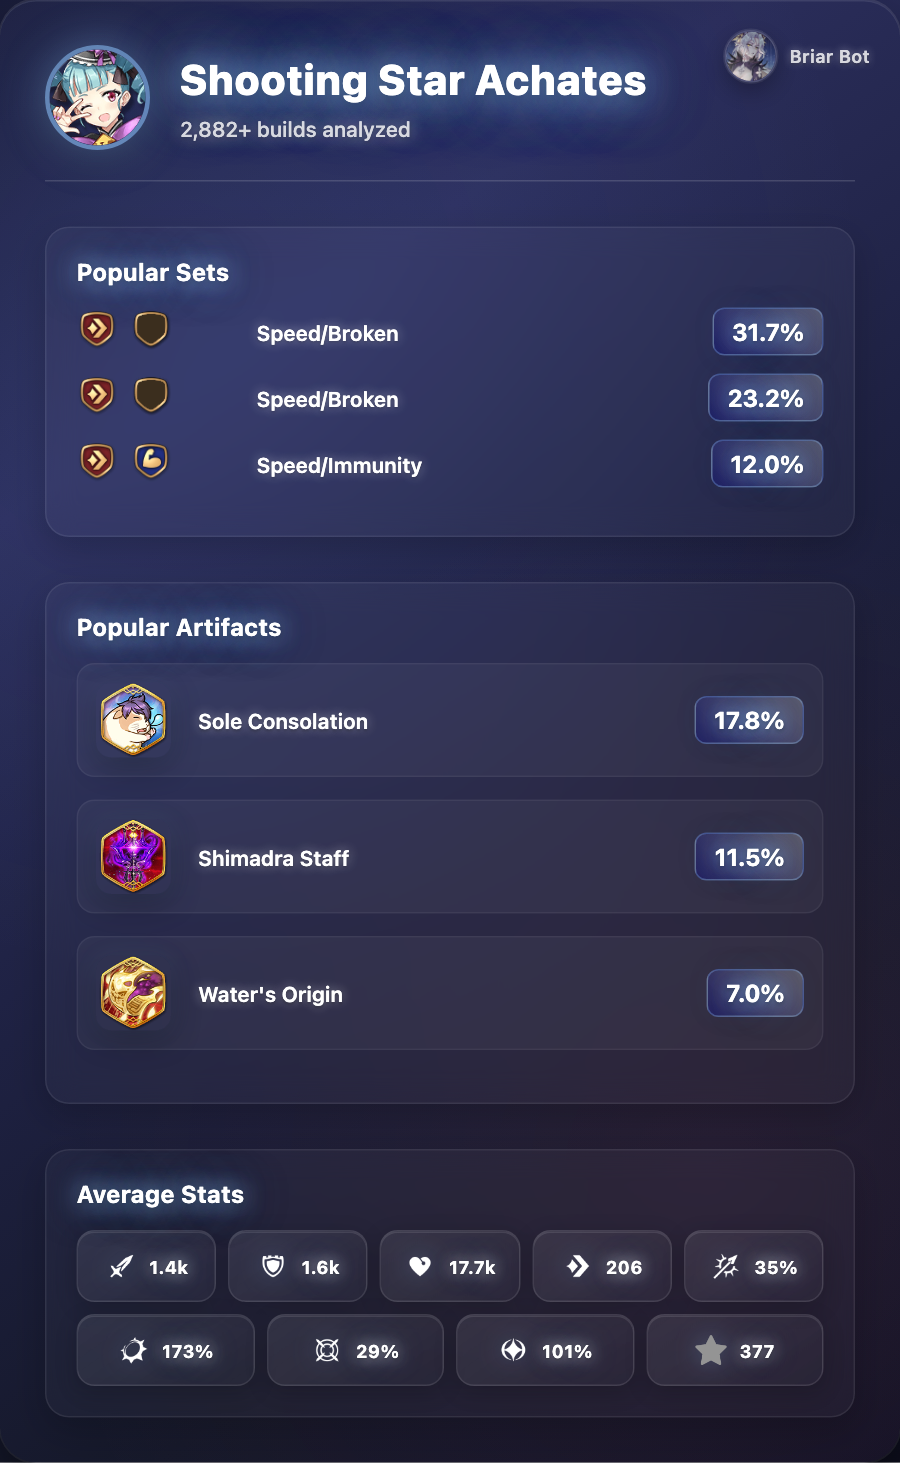 Shooting Star Achates
2,882+ builds analyzed
Briar Bot
Popular Sets
Speed/Broken 31.7%
Speed/Broken 23.2%
Speed/Immunity 12.0%
Popular Artifacts
Sole Consolation 17.8%
Shimadra Staff 11.5%
Water's Origin 7.0%
Average Stats
1.4k 1.6k 17.7k 206 35%
173% 29% 101% 377